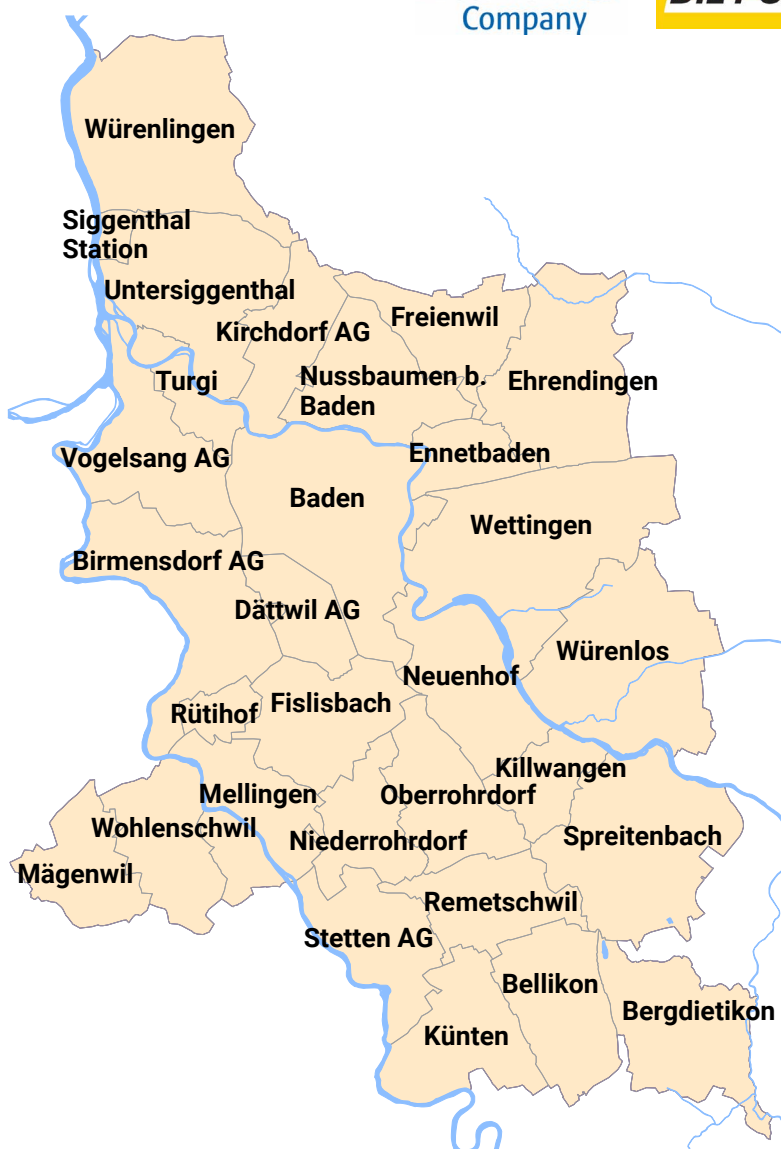 Company
Würenlingen
Siggenthal
Station
Untersiggenthal
Kirchdorf AG
Freienwil
Turgi
Nussbaumen b.
Baden
Ehrendingen
Vogelsang AG
Ennetbaden
Baden
Wettingen
Birmensdorf AG
Dättwil AG
Würenlos
Neuenhof
Rütihof
Fislisbach
Killwangen
Mellingen
Oberrohrdorf
Wohlenschwil
Niederrohrdorf
Spreitenbach
Mägenwil
Remetschwil
Stetten AG
Bellikon
Bergdietikon
Künten